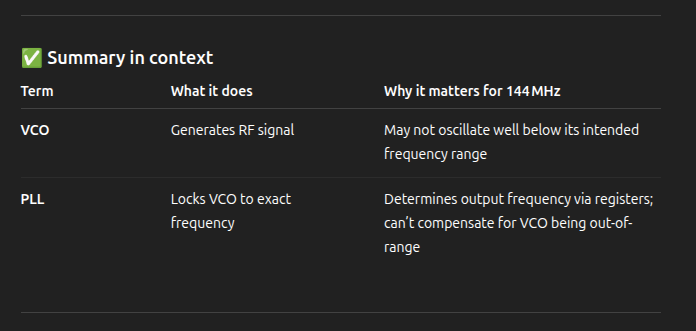 ✅ Summary in context
Term What it does Why it matters for 144 MHz
VCO Generates RF signal May not oscillate well below its intended
frequency range
PLL Locks VCO to exact Determines output frequency via registers;
frequency can’t compensate for VCO being out-of-
range